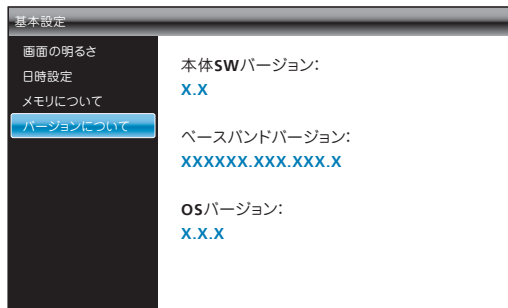 基本設定
画面の明るさ
日時設定
メモリについて
バージョンについて
本体SWバージョン：
X.X
ベースバンドバージョン：
XXXXXX.XXX.XXX.X
OSバージョン：
X.X.X